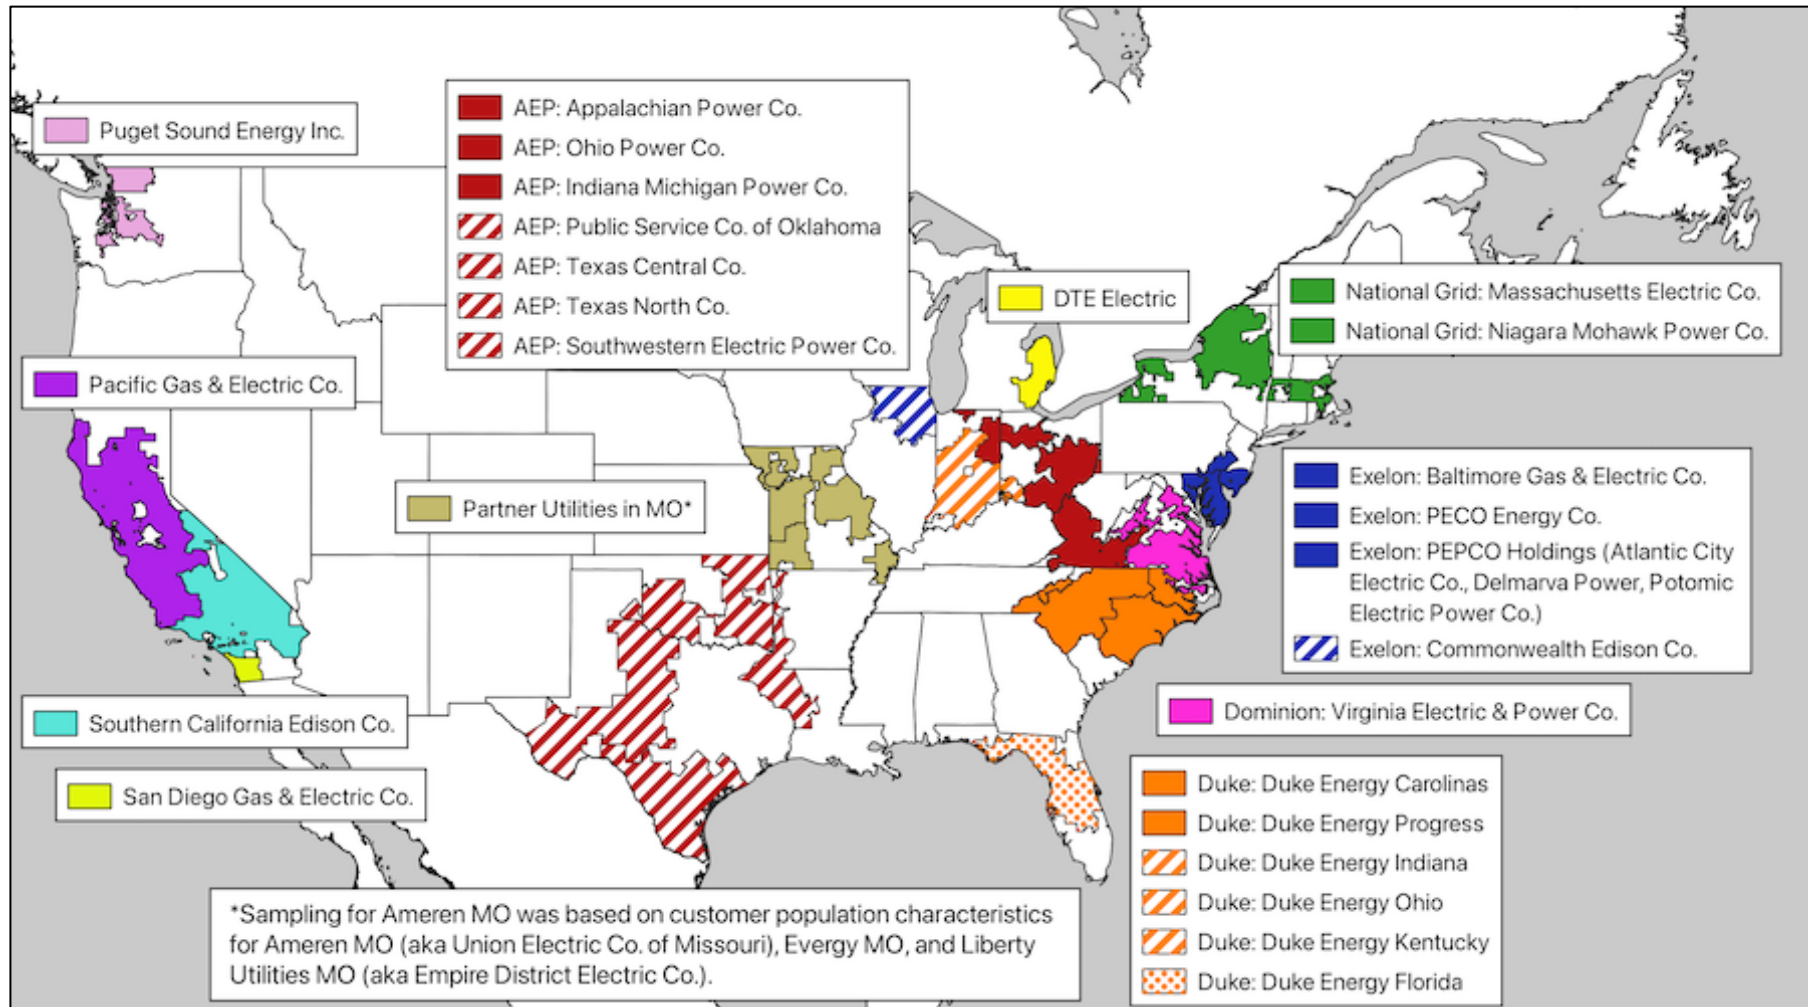 Puget Sound Energy Inc.
AEP: Appalachian Power Co.
AEP: Ohio Power Co.
AEP: Indiana Michigan Power Co.
AEP: Public Service Co. of Oklahoma
AEP: Texas Central Co.
AEP: Texas North Co.
AEP: Southwestern Electric Power Co.
DTE Electric
National Grid: Massachusetts Electric Co.
National Grid: Niagara Mohawk Power Co.
Pacific Gas & Electric Co.
Partner Utilities in MO*
Exelon: Baltimore Gas & Electric Co.
Exelon: PECO Energy Co.
Exelon: PEPCO Holdings (Atlantic City
Electric Co., Delmarva Power, Potomic
Electric Power Co.)
Exelon: Commonwealth Edison Co.
Southern California Edison Co.
Dominion: Virginia Electric & Power Co.
San Diego Gas & Electric Co.
Duke: Duke Energy Carolinas
Duke: Duke Energy Progress
Duke: Duke Energy Indiana
Duke: Duke Energy Ohio
Duke: Duke Energy Kentucky
Duke: Duke Energy Florida
*Sampling for Ameren MO was based on customer population characteristics
for Ameren MO (aka Union Electric Co. of Missouri), Evergy MO, and Liberty
Utilities MO (aka Empire District Electric Co.).